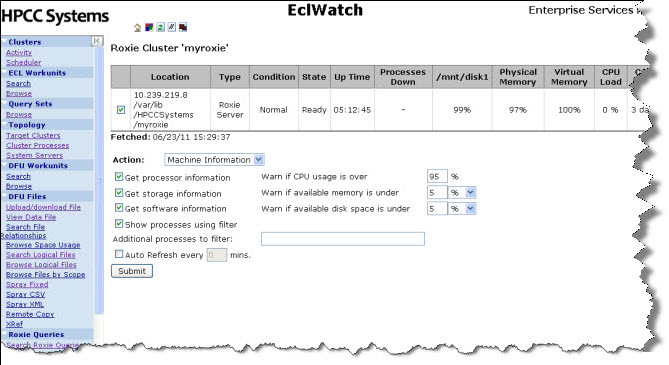 HPCC Systems
EclWatch
Enterprise Services
Clusters
Activity
Scheduler
ECL Workunits
Search
Browse
Query Sets
Browse
Topology
Target Clusters
Cluster Processes
System Servers
DFU Workunits
Search
Browse
DFU Files
Upload/download File
View Data File
Search File
Relationships
Browse Space Usage
Search Logical Files
Browse Logical Files
Browse Files by Scope
Spray Fixed
Spray CSV
Spray XML
Remote Copy
XRef
Roxie Queries
Search Roxie Queries
Roxie Cluster 'myroxie'
Location Type Condition State Up Time Processes Down /mnt/disk1 Physical Memory Virtual Memory CPU Load
10.239.219.8 /var/lib /HPCCSystems /myroxie Roxie Server Normal Ready 05:12:45 - 99% 97% 100% 0 % 3
Fetched: 06/23/11 15:29:37
Action: Machine Information
Get processor information Warn if CPU usage is over 95 %
Get storage information Warn if available memory is under 5 %
Get software information Warn if available disk space is under 5 %
Show processes using filter
Additional processes to filter:
Auto Refresh every 0 mins.
Submit